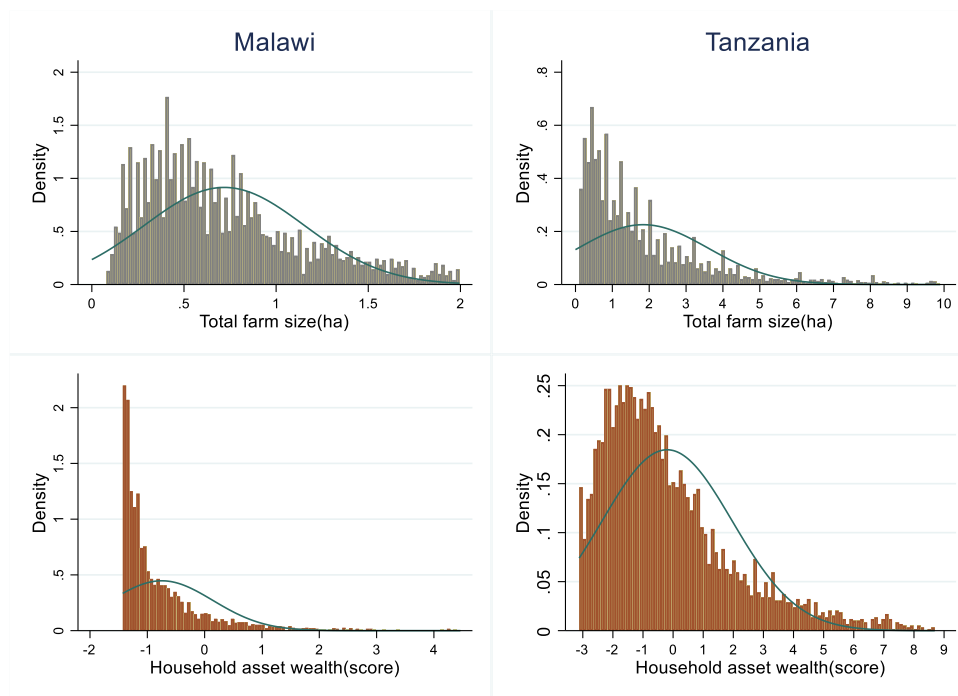 Malawi
Density
0 .5 1 1.5 2
0 .5 1 1.5 2
Total farm size(ha)
Tanzania
Density
0 .2 .4 .6 .8
0 1 2 3 4 5 6 7 8 9 10
Total farm size(ha)
Density
0 .5 1 1.5 2
-2 -1 0 1 2 3 4
Household asset wealth(score)
Density
0 .05 .1 .15 .2 .25
-3 -2 -1 0 1 2 3 4 5 6 7 8 9
Household asset wealth(score)